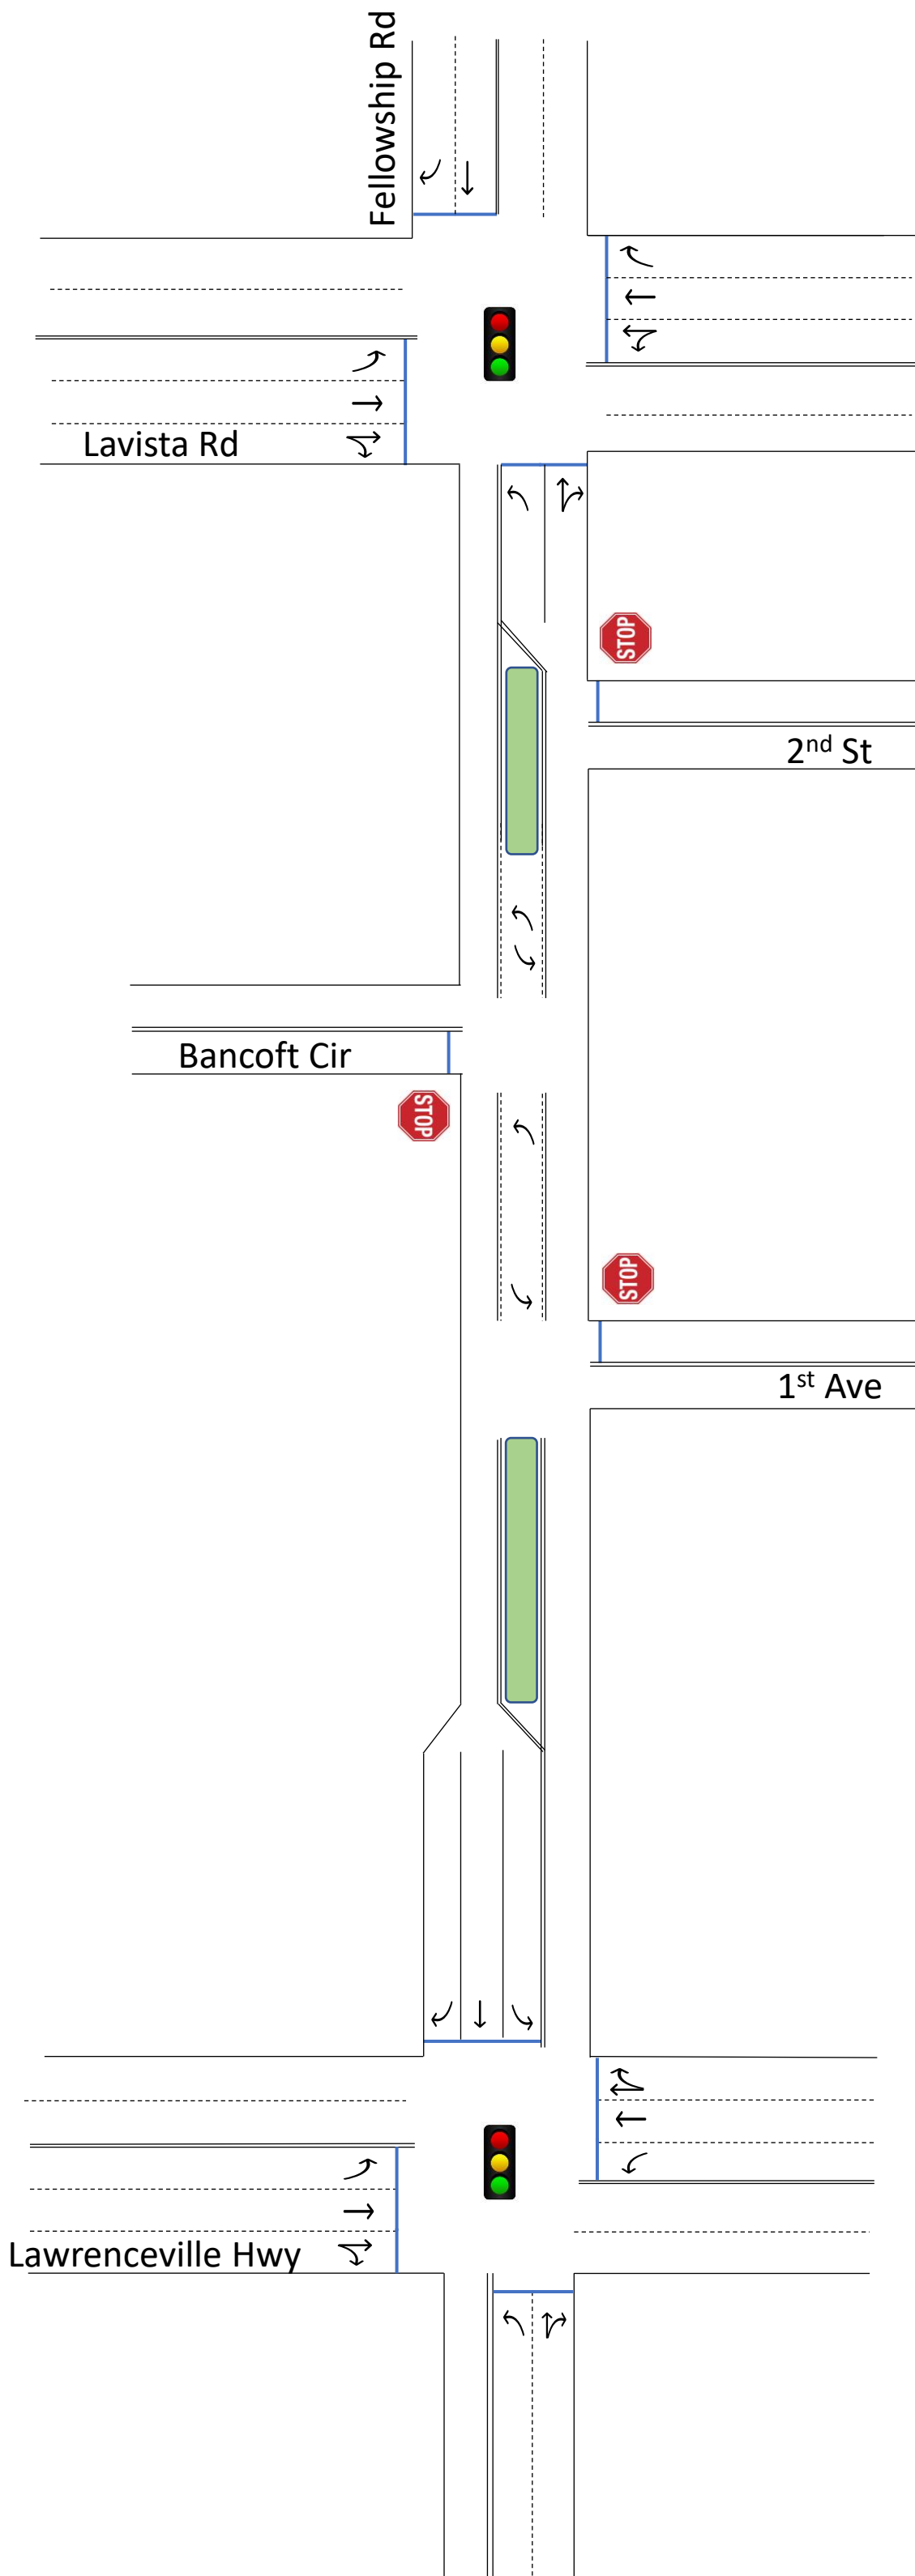 Fellowship Rd
Lavista Rd
STOP
2nd St
Bancoft Cir
STOP
STOP
1st Ave
Lawrenceville Hwy